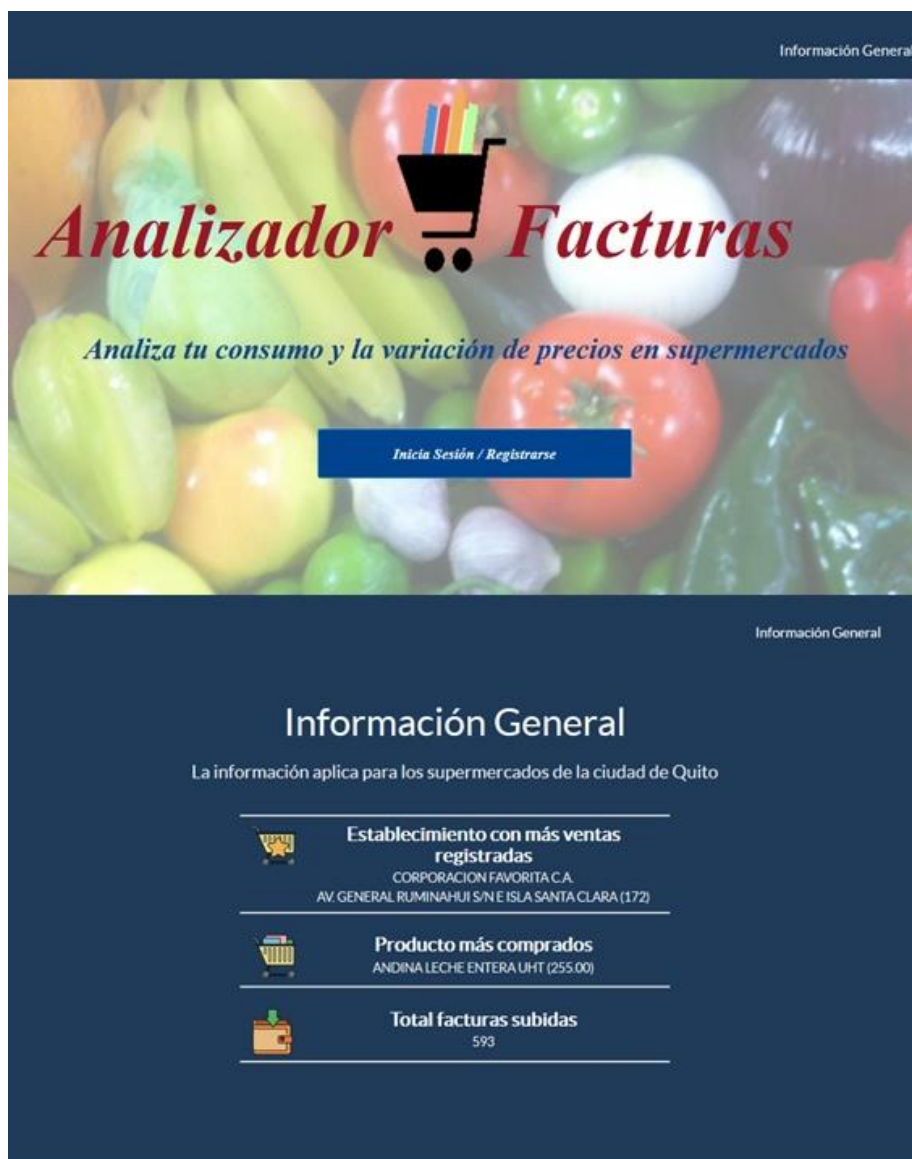 Información General
Analizador Facturas
Analiza tu consumo y la variación de precios en supermercados
Inicia Sesión / Registrarse
Información General
Información General
La información aplica para los supermercados de la ciudad de Quito
Establecimiento con más ventas
registradas
CORPORACION FAVORITA C.A.
AV. GENERAL RUMINAHUI S/N E ISLA SANTA CLARA (172)
Producto más comprados
ANDINA LECHE ENTERA UHT (255.00)
Total facturas subidas
593